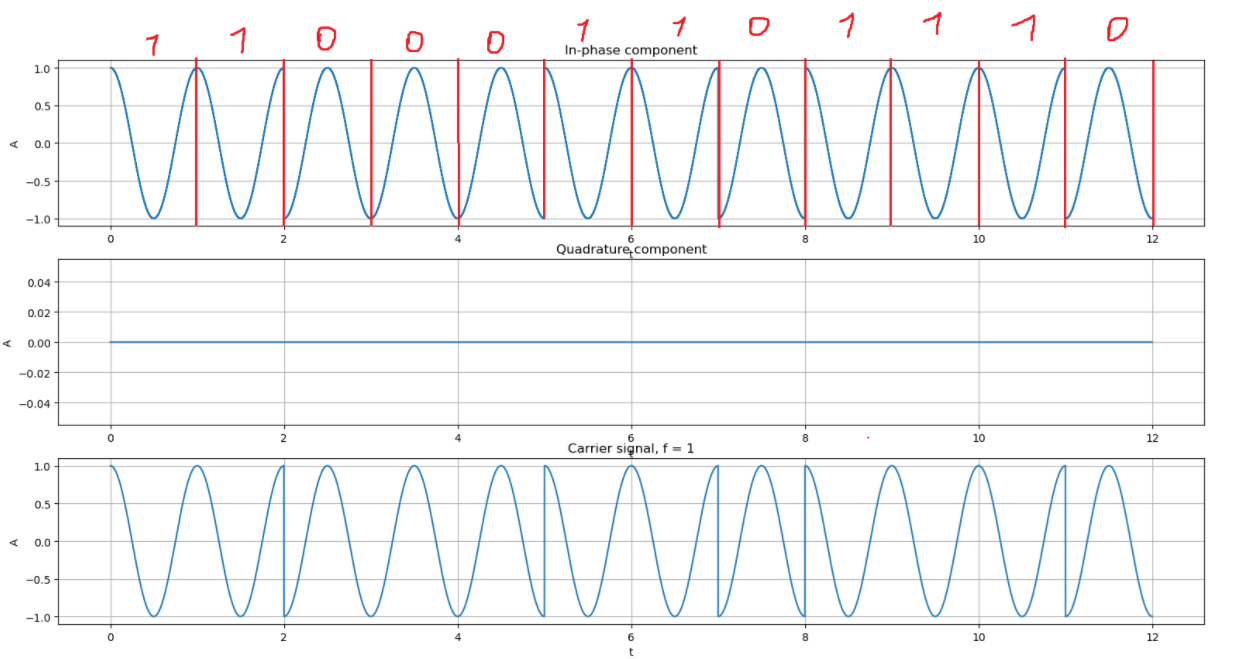 1 1 0 0 0 1 1 0 1 1 1 0
In-phase component
1.0
0.5
0.0
−0.5
−1.0
A
0 2 4 6 8 10 12
t
Quadrature component
0.04
0.02
0.00
−0.02
−0.04
A
0 2 4 6 8 10 12
t
Carrier signal, f = 1
1.0
0.5
0.0
−0.5
−1.0
A
0 2 4 6 8 10 12
t